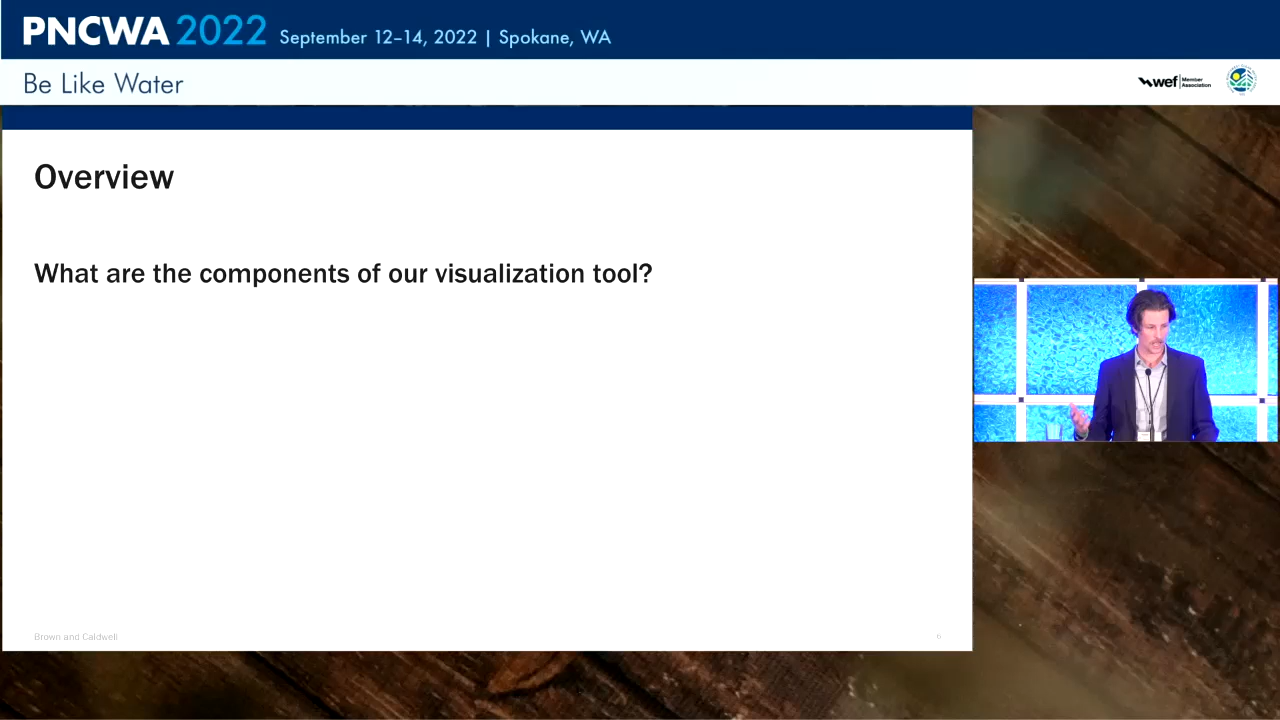 PNCWA 2022 September 12–14, 2022 | Spokane, WA
Be Like Water
wef Member Association
Overview
What are the components of our visualization tool?
Brown and Caldwell
6